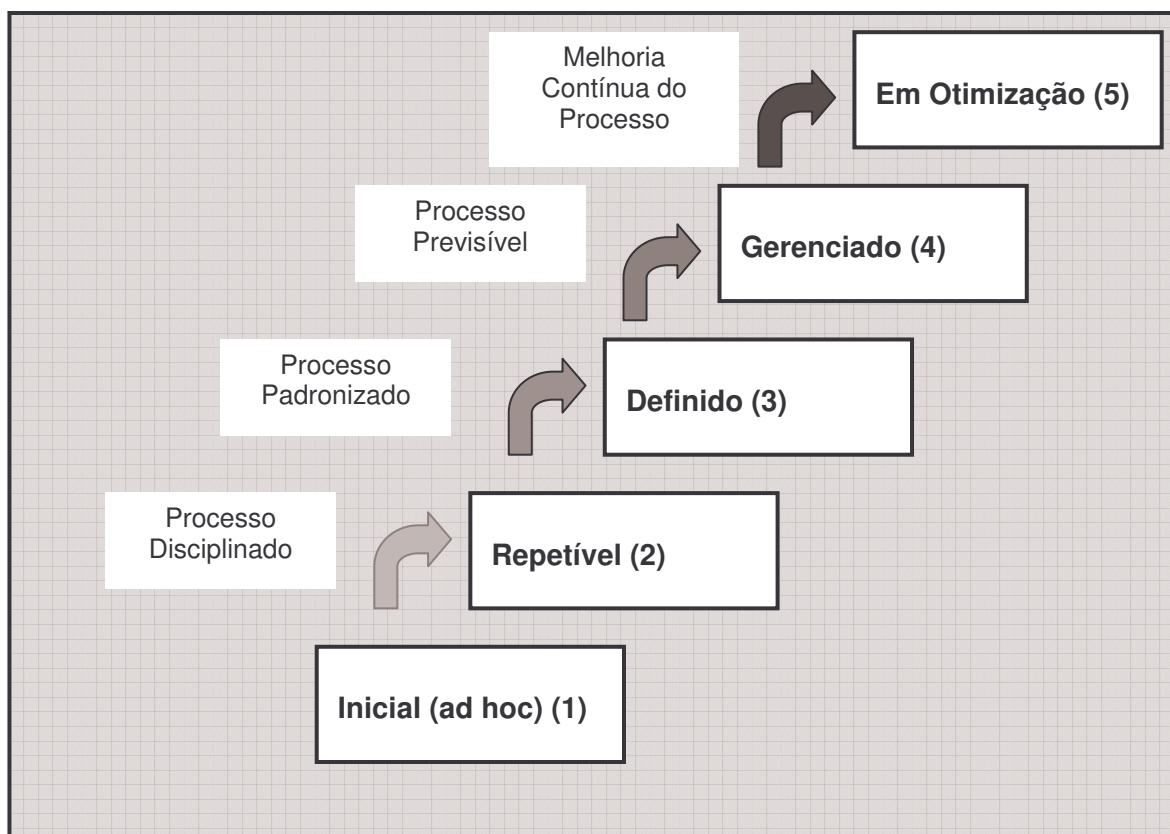 Melhoria
Contínua do
Processo
Em Otimização (5)
Processo
Previsível
Gerenciado (4)
Processo
Padronizado
Definido (3)
Processo
Disciplinado
Repetível (2)
Inicial (ad hoc) (1)